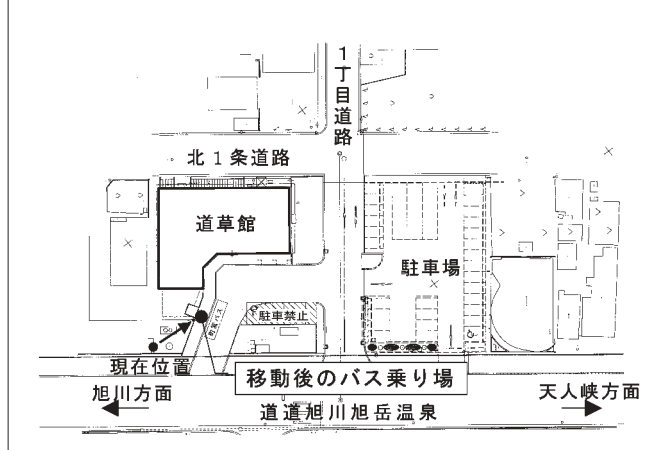 1丁目道路
北1条道路
道草館
駐車場
駐車禁止
現在位置
移動後のバス乗り場
旭川方面
天人峡方面
道道旭川旭岳温泉